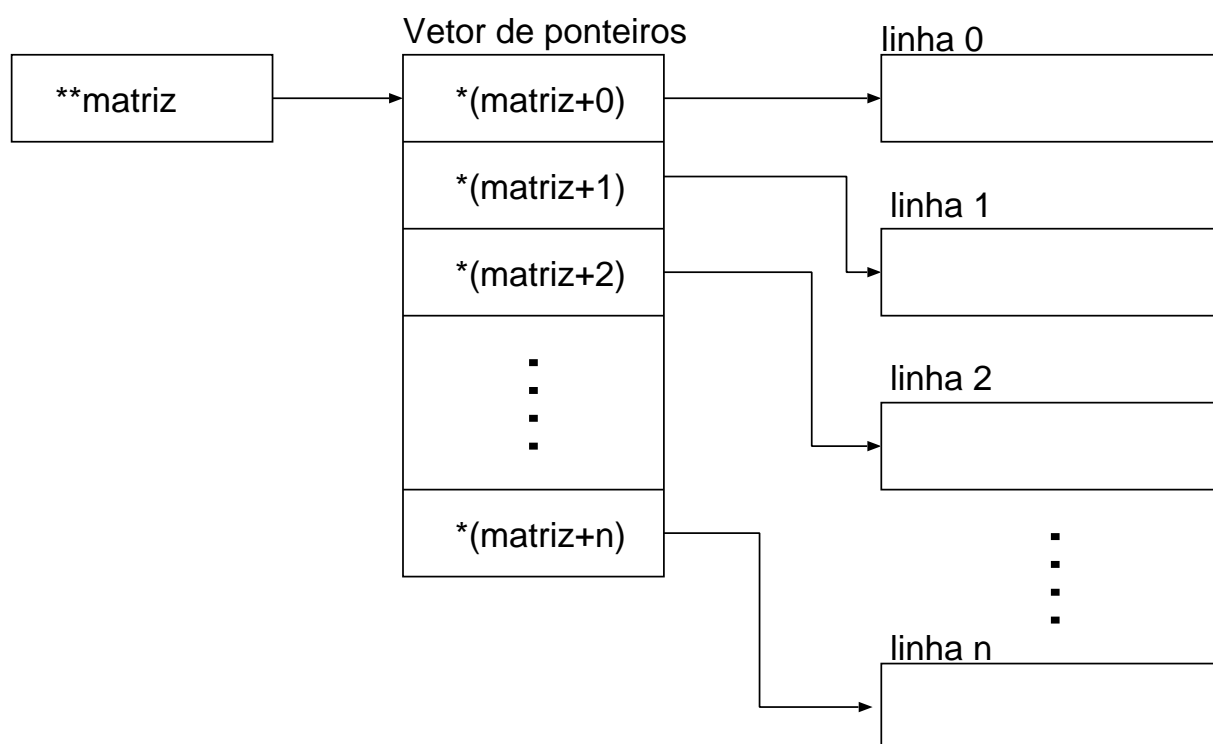 Vetor de ponteiros
**matriz
*(matriz+0)
*(matriz+1)
*(matriz+2)
*(matriz+n)
linha 0
linha 1
linha 2
linha n